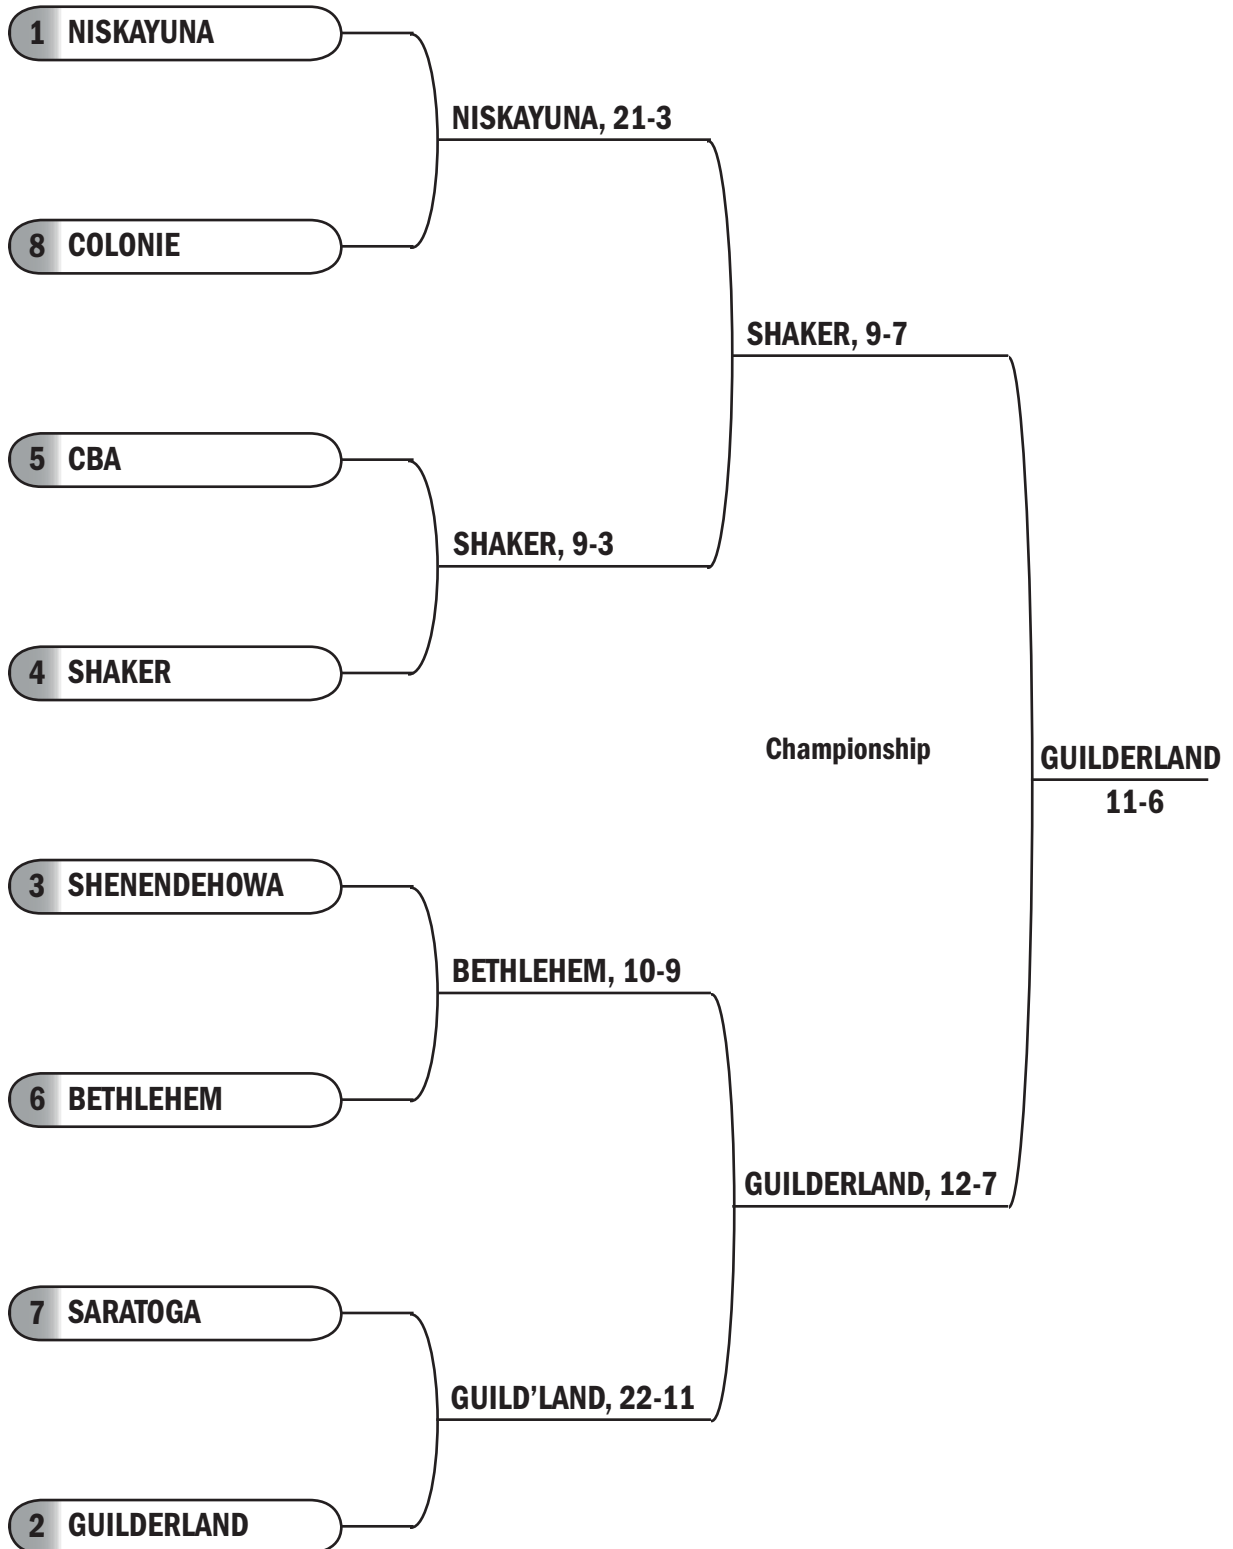 1 NISKAYUNA
NISKAYUNA, 21-3
8 COLONIE
SHAKER, 9-7
5 CBA
SHAKER, 9-3
4 SHAKER
Championship
GUILDERLAND
11-6
3 SHENENDEHOWA
BETHLEHEM, 10-9
6 BETHLEHEM
GUILDERLAND, 12-7
7 SARATOGA
GUILD’LAND, 22-11
2 GUILDERLAND